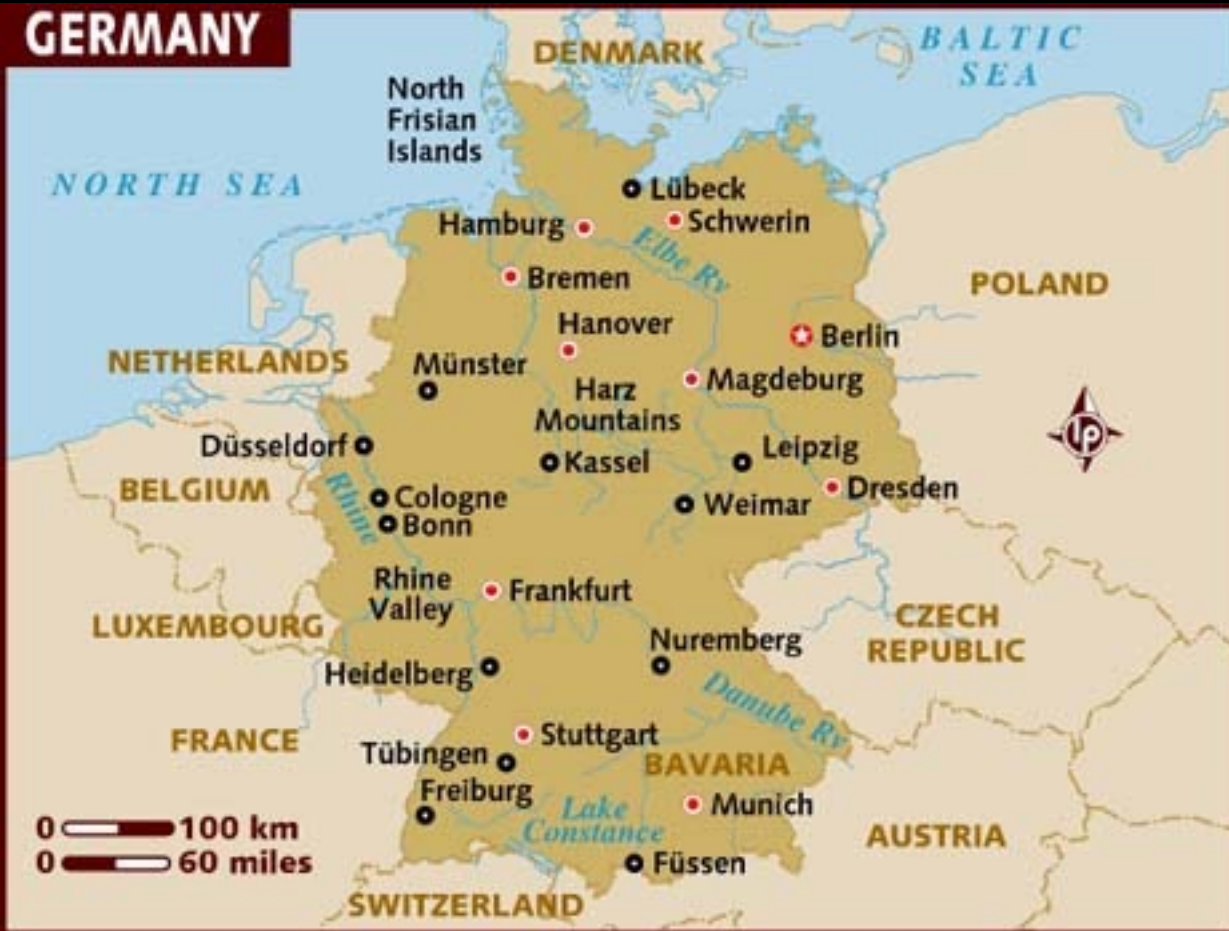 GERMANY
DENMARK
BALTIC
SEA
North
Frisian
Islands
NORTH SEA
Lübeck
Hamburg
Schwerin
Elbe Rv
Bremen
POLAND
Hanover
Berlin
NETHERLANDS
Münster
Harz
Mountains
Magdeburg
Düsseldorf
Kassel
Leipzig
LP
BELGIUM
Rhine
Cologne
Bonn
Weimar
Dresden
Rhine
Valley
Frankfurt
LUXEMBOURG
CZECH
REPUBLIC
Nuremberg
Heidelberg
Danube Rv
FRANCE
Stuttgart
Tübingen
BAVARIA
Freiburg
Lake
Constance
Munich
0 100 km
0 60 miles
AUSTRIA
Füssen
SWITZERLAND